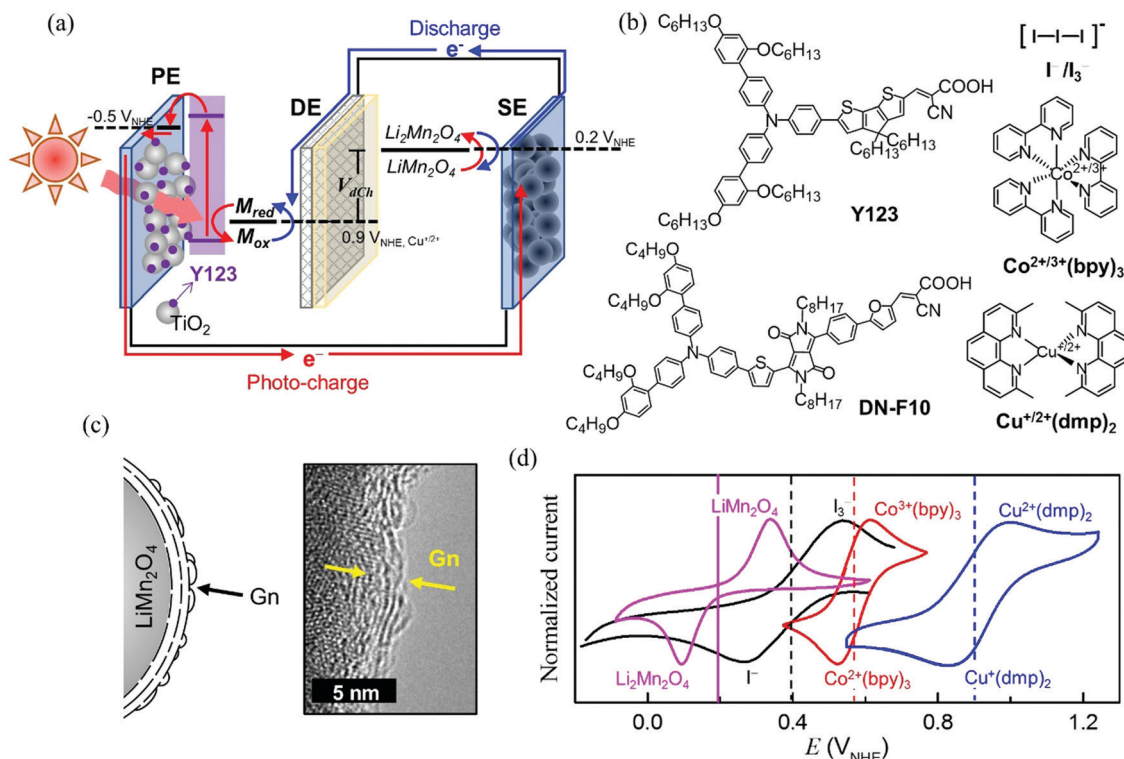 (a)
Discharge
e⁻
PE
DE
SE
-0.5 V_NHE
Li₂Mn₂O₄
LiMn₂O₄
0.2 V_NHE
V_dCh
M_red
M_ox
0.9 V_NHE, Cu⁺/²⁺
Y123
TiO₂
e⁻
Photo-charge
(b)
C₆H₁₃O
OC₆H₁₃
COOH
CN
S
S
N
C₆H₁₃
C₆H₁₃
OC₆H₁₃
C₆H₁₃O
Y123
[ I—I—I ]⁻
I⁻/I₃⁻
N
N
N
N
N
N
Co²⁺/³⁺
Co²⁺/³⁺(bpy)₃
C₄H₉O
C₄H₉O
C₈H₁₇
COOH
CN
O
N
O
N
S
N
O
C₈H₁₇
C₄H₉O
C₄H₉O
DN-F10
N
N
N
N
Cu⁺/²⁺
Cu⁺/²⁺(dmp)₂
(c)
LiMn₂O₄
Gn
Gn
5 nm
(d)
Normalized current
LiMn₂O₄
I₃⁻
Co³⁺(bpy)₃
Cu²⁺(dmp)₂
Li₂Mn₂O₄
I⁻
Co²⁺(bpy)₃
Cu⁺(dmp)₂
0.0 0.4 0.8 1.2
E (V_NHE)